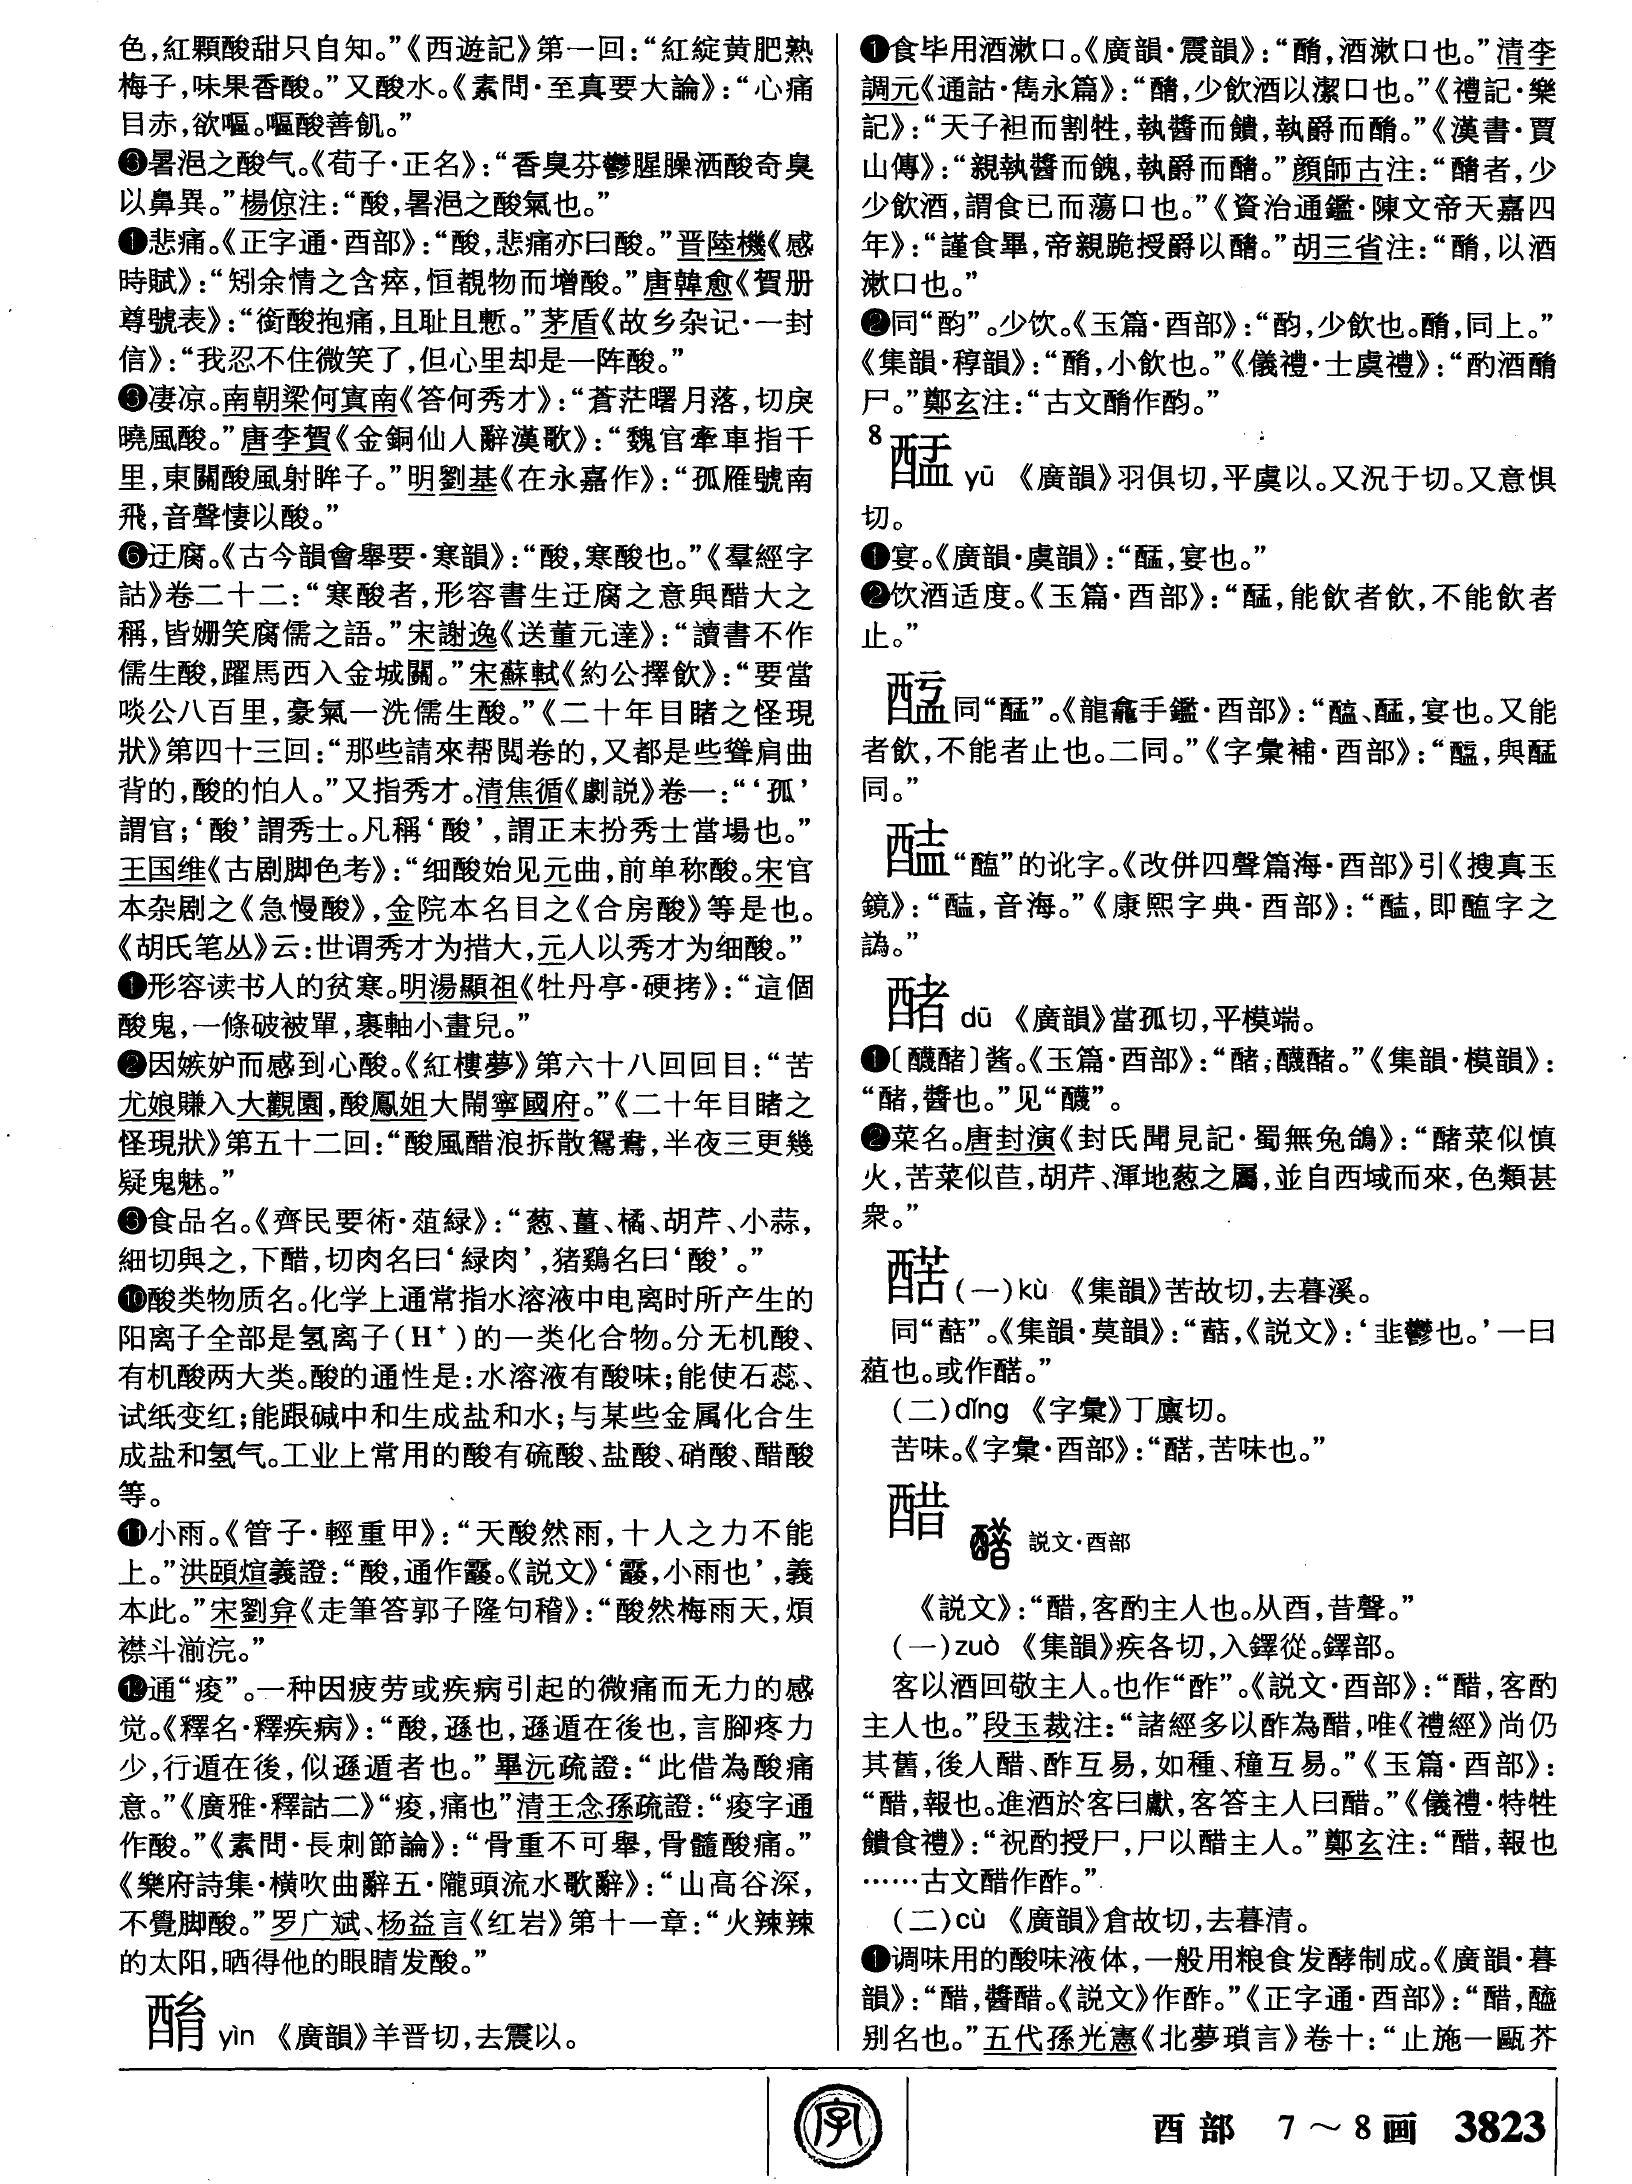 色，紅顆酸甜只自知。”《西遊記》第一回：“紅綻黄肥熟
梅子，味果香酸。”又酸水。《素問·至真要大論》：“心痛
目赤，欲嘔。嘔酸善飢。”
❸暑浥之酸气。《荀子·正名》：“香臭芬鬱腥臊洒酸奇臭
以鼻異。”楊倞注：“酸，暑浥之酸氣也。”
❶悲痛。《正字通·酉部》：“酸，悲痛亦曰酸。”晋陸機《感
時賦》：“矧余情之含瘁，恒覩物而增酸。”唐韓愈《賀册
尊號表》：“銜酸抱痛，且耻且慙。”茅盾《故乡杂记·一封
信》：“我忍不住微笑了，但心里却是一阵酸。”
❸凄凉。南朝梁何寘南《答何秀才》：“蒼茫曙月落，切戾
曉風酸。”唐李賀《金銅仙人辭漢歌》：“魏官牽車指千
里，東關酸風射眸子。”明劉基《在永嘉作》：“孤雁號南
飛，音聲悽以酸。”
❻迂腐。《古今韻會舉要·寒韻》：“酸，寒酸也。”《羣經字
詁》卷二十二：“寒酸者，形容書生迂腐之意與醋大之
稱，皆姍笑腐儒之語。”宋謝逸《送董元達》：“讀書不作
儒生酸，躍馬西入金城關。”宋蘇軾《約公擇飲》：“要當
啖公八百里，豪氣一洗儒生酸。”《二十年目睹之怪現
狀》第四十三回：“那些請來帮閲卷的，又都是些聳肩曲
背的，酸的怕人。”又指秀才。清焦循《劇説》卷一：“‘孤’
謂官；‘酸’謂秀士。凡稱‘酸’，謂正末扮秀士當場也。”
王国维《古剧脚色考》：“细酸始见元曲，前单称酸。宋官
本杂剧之《急慢酸》，金院本名目之《合房酸》等是也。
《胡氏笔丛》云：世谓秀才为措大，元人以秀才为细酸。”
❶形容读书人的贫寒。明湯顯祖《牡丹亭·硬拷》：“這個
酸鬼，一條破被單，裹軸小畫兒。”
❷因嫉妒而感到心酸。《紅樓夢》第六十八回回目：“苦
尤娘賺入大觀園，酸鳳姐大鬧寧國府。”《二十年目睹之
怪現狀》第五十二回：“酸風醋浪拆散鴛鴦，半夜三更幾
疑鬼魅。”
❸食品名。《齊民要術·菹緑》：“葱、薑、橘、胡芹、小蒜，
細切與之，下醋，切肉名曰‘緑肉’，猪鷄名曰‘酸’。”
❿酸类物质名。化学上通常指水溶液中电离时所产生的
阳离子全部是氢离子(H⁺)的一类化合物。分无机酸、
有机酸两大类。酸的通性是：水溶液有酸味；能使石蕊、
试纸变红；能跟碱中和生成盐和水；与某些金属化合生
成盐和氢气。工业上常用的酸有硫酸、盐酸、硝酸、醋酸
等。
⓫小雨。《管子·輕重甲》：“天酸然雨，十人之力不能
上。”洪頤煊義證：“酸，通作霰。《説文》‘霰，小雨也’，義
本此。”宋劉弇《走筆答郭子隆句稽》：“酸然梅雨天，煩
襟斗湔浣。”
⓬通“痠”。一种因疲劳或疾病引起的微痛而无力的感
觉。《釋名·釋疾病》：“酸，遜也，遜遁在後也，言腳疼力
少，行遁在後，似遜遁者也。”畢沅疏證：“此借為酸痛
意。”《廣雅·釋詁二》“痠，痛也”清王念孫疏證：“痠字通
作酸。”《素問·長刺節論》：“骨重不可舉，骨髓酸痛。”
《樂府詩集·横吹曲辭五·隴頭流水歌辭》：“山高谷深，
不覺脚酸。”罗广斌、杨益言《红岩》第十一章：“火辣辣
的太阳，晒得他的眼睛发酸。”
酳 yìn 《廣韻》羊晋切，去震以。
❶食毕用酒漱口。《廣韻·震韻》：“酳，酒漱口也。”清李
調元《通詁·雋永篇》：“酳，少飲酒以潔口也。”《禮記·樂
記》：“天子袒而割牲，執醬而饋，執爵而酳。”《漢書·賈
山傳》：“親執醬而餽，執爵而酳。”顔師古注：“酳者，少
少飲酒，謂食已而蕩口也。”《資治通鑑·陳文帝天嘉四
年》：“謹食畢，帝親跪授爵以酳。”胡三省注：“酳，以酒
漱口也。”
❷同“酌”。少饮。《玉篇·酉部》：“酌，少飲也。酳，同上。”
《集韻·稕韻》：“酳，小飲也。”《儀禮·士虞禮》：“酌酒酳
尸。”鄭玄注：“古文酳作酌。”
8
䣿 yū 《廣韻》羽俱切，平虞以。又況于切。又意惧
切。
❶宴。《廣韻·虞韻》：“，宴也。”
❷饮酒适度。《玉篇·酉部》：“，能飲者飲，不能飲者
止。”
同“”。《龍龕手鑑·酉部》：“、，宴也。又能
者飲，不能者止也。二同。”《字彙補·酉部》：“，與
同。”
“醢”的讹字。《改併四聲篇海·酉部》引《搜真玉
鏡》：“，音海。”《康熙字典·酉部》：“，即醢字之
譌。”
醏 dū 《廣韻》當孤切，平模端。
❶〔醏〕酱。《玉篇·酉部》：“醏，醏。”《集韻·模韻》：
“醏，醬也。”见“”。
❷菜名。唐封演《封氏聞見記·蜀無兔鴿》：“醏菜似慎
火，苦菜似苣，胡芹、渾地葱之屬，並自西域而來，色類甚
衆。”
(一)kù 《集韻》苦故切，去暮溪。
同“”。《集韻·莫韻》：“，《説文》：‘韭鬱也。’一曰
菹也。或作。”
(二)dǐng 《字彙》丁廪切。
苦味。《字彙·酉部》：“，苦味也。”
醋 説文·酉部
《説文》：“醋，客酌主人也。从酉，昔聲。”
(一)zuò 《集韻》疾各切，入鐸從。鐸部。
客以酒回敬主人。也作“酢”。《説文·酉部》：“醋，客酌
主人也。”段玉裁注：“諸經多以酢為醋，唯《禮經》尚仍
其舊，後人醋、酢互易，如種、穜互易。”《玉篇·酉部》：
“醋，報也。進酒於客曰獻，客答主人曰醋。”《儀禮·特牲
饋食禮》：“祝酌授尸，尸以醋主人。”鄭玄注：“醋，報也
……古文醋作酢。”
(二)cù 《廣韻》倉故切，去暮清。
❶调味用的酸味液体，一般用粮食发酵制成。《廣韻·暮
韻》：“醋，醬醋。《説文》作酢。”《正字通·酉部》：“醋，醯
别名也。”五代孫光憲《北夢瑣言》卷十：“止施一甌芥
字
酉部 7～8画 3823